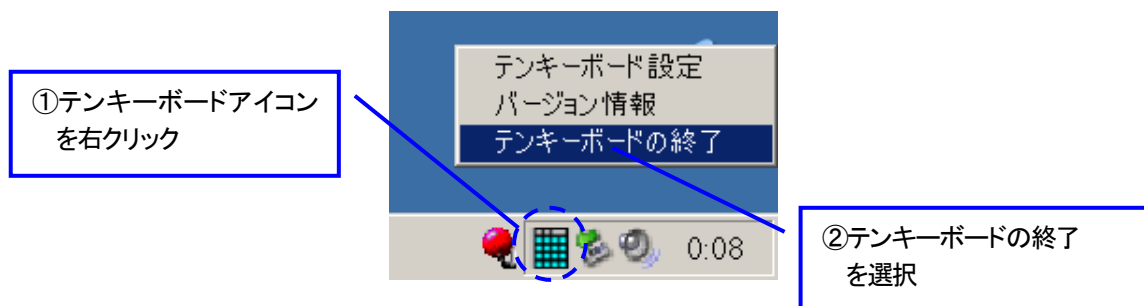 テンキーボード設定
バージョン情報
テンキーボードの終了
①テンキーボードアイコン
を右クリック
0:08
②テンキーボードの終了
を選択